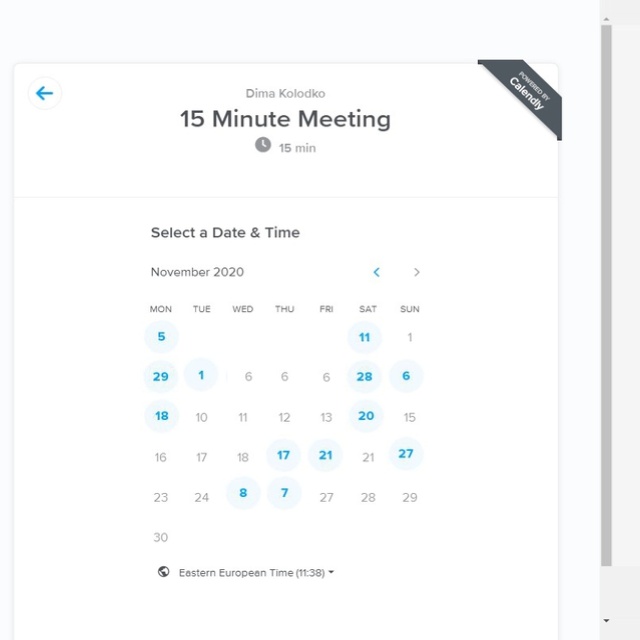 POWERED BY
Calendly
Dima Kolodko
15 Minute Meeting
15 min
Select a Date & Time
November 2020
MON TUE WED THU FRI SAT SUN
5 11 1
29 1 6 6 6 28 6
18 10 11 12 13 20 15
16 17 18 17 21 21 27
23 24 8 7 27 28 29
30
Eastern European Time (11:38)